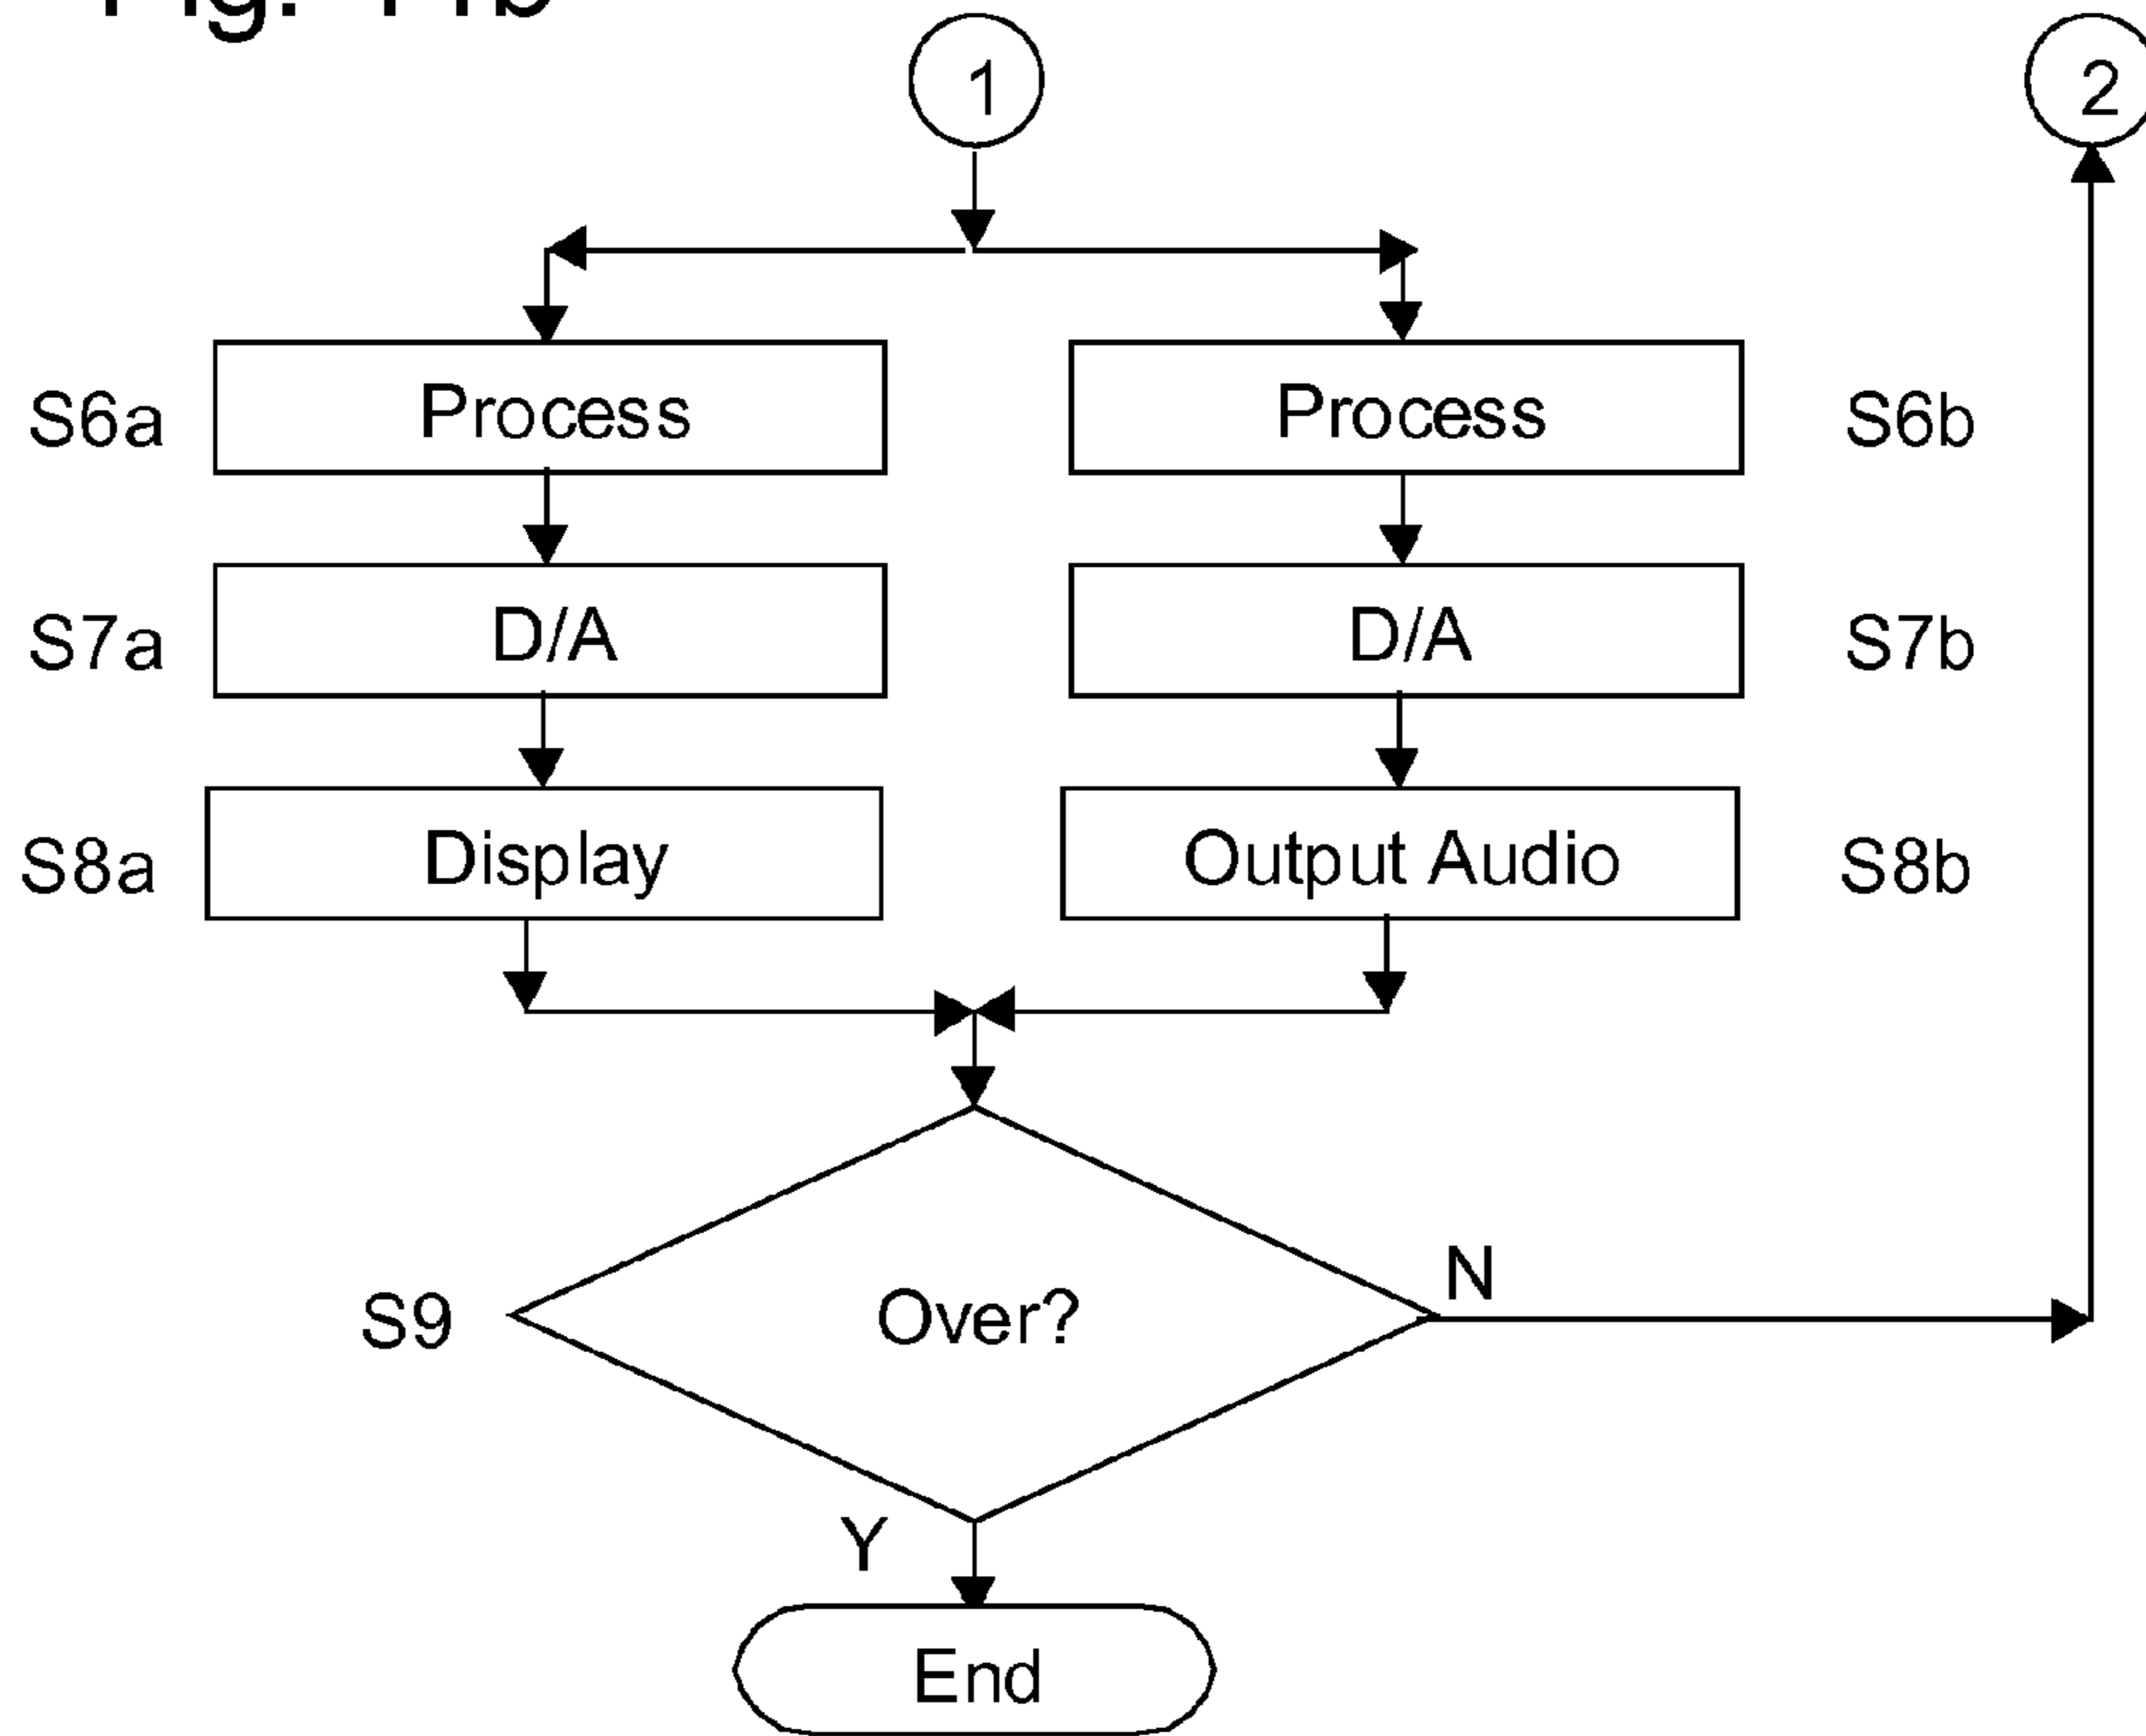 1 2
S6a Process Process S6b
S7a D/A D/A S7b
S8a Display Output Audio S8b
N
S9 Over?
Y
End